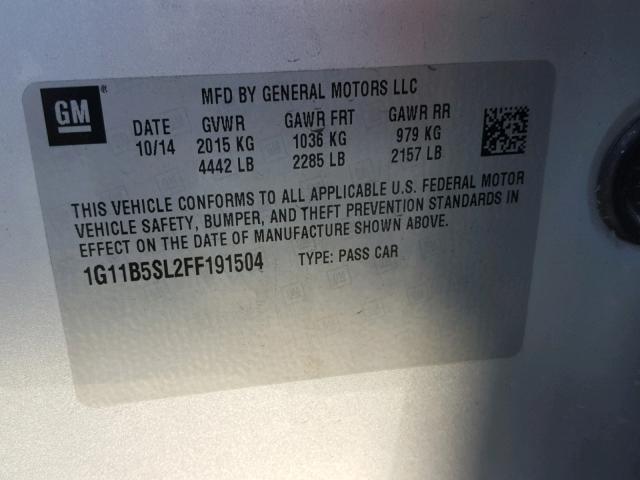 GM
MFD BY GENERAL MOTORS LLC
DATE GVWR GAWR FRT GAWR RR
10/14 2015 KG 1036 KG 979 KG
4442 LB 2285 LB 2157 LB
THIS VEHICLE CONFORMS TO ALL APPLICABLE U.S. FEDERAL MOTOR
VEHICLE SAFETY, BUMPER, AND THEFT PREVENTION STANDARDS IN
EFFECT ON THE DATE OF MANUFACTURE SHOWN ABOVE.
1G11B5SL2FF191504 TYPE: PASS CAR